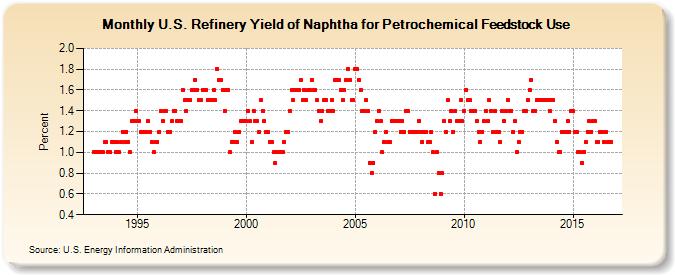 Monthly U.S. Refinery Yield of Naphtha for Petrochemical Feedstock Use
Percent
2.0
1.8
1.6
1.4
1.2
1.0
0.8
0.6
0.4
1995 2000 2005 2010 2015
Source: U.S. Energy Information Administration